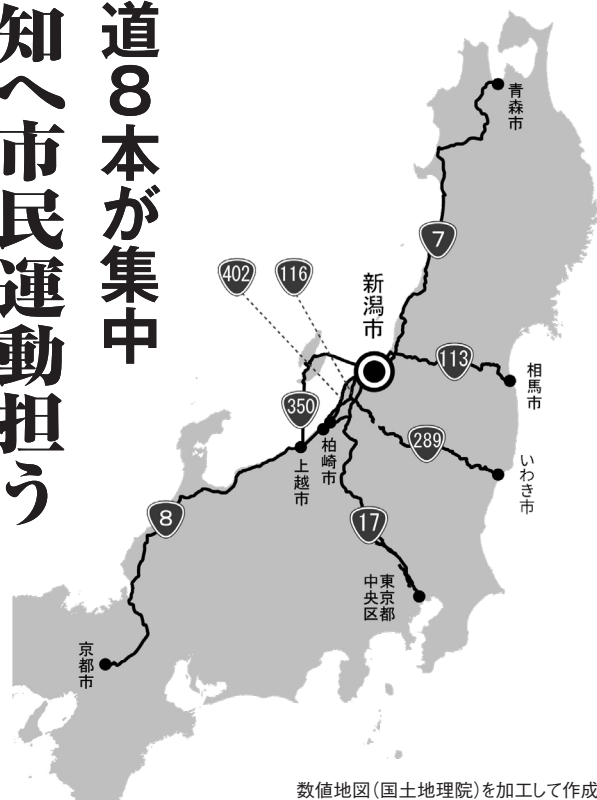 道8本が集中
知へ市民運動担う
青森市
7
402
116
新潟市
113
相馬市
350
柏崎市
289
上越市
いわき市
8
17
東京都
中央区
京都市
数値地図（国土地理院）を加工して作成